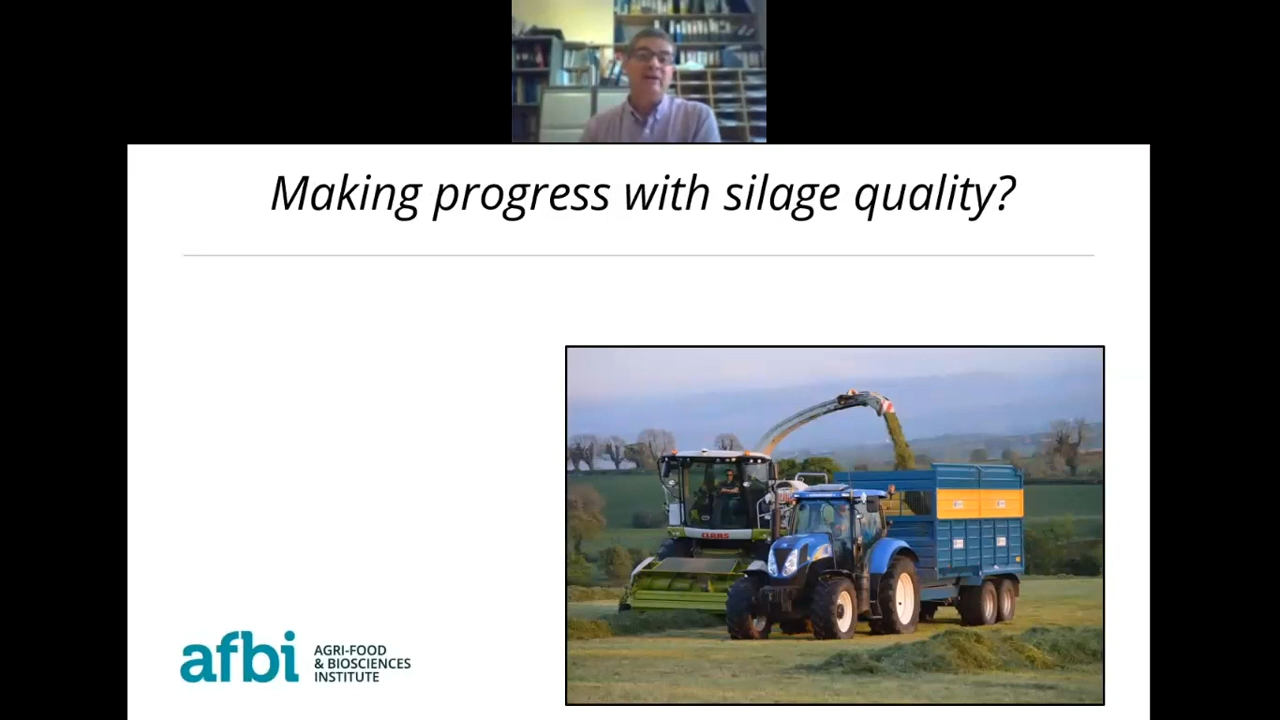 Making progress with silage quality?
CLAAS
afbi
AGRI-FOOD
& BIOSCIENCES
INSTITUTE